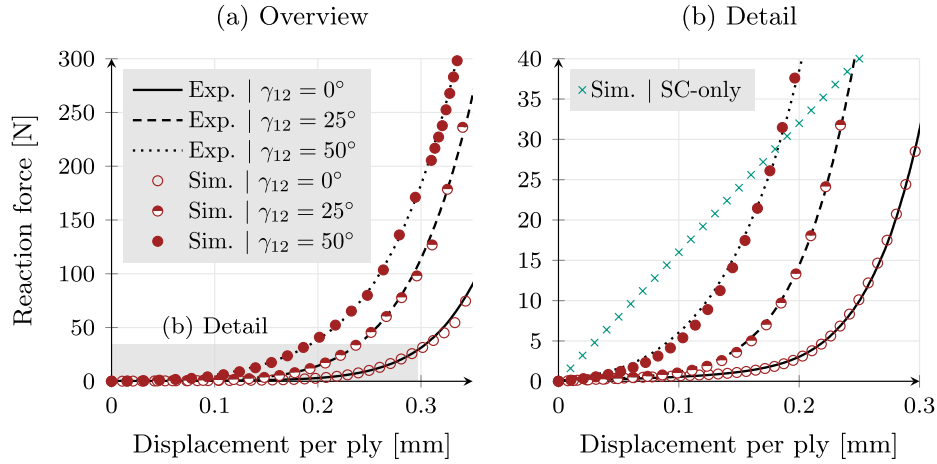 (a) Overview
(b) Detail
Reaction force [N]
300
250
200
150
100
50
0
Exp. | γ₁₂ = 0°
Exp. | γ₁₂ = 25°
Exp. | γ₁₂ = 50°
Sim. | γ₁₂ = 0°
Sim. | γ₁₂ = 25°
Sim. | γ₁₂ = 50°
(b) Detail
0 0.1 0.2 0.3
Displacement per ply [mm]
40
35
30
25
20
15
10
5
0
Sim. | SC-only
0 0.1 0.2 0.3
Displacement per ply [mm]